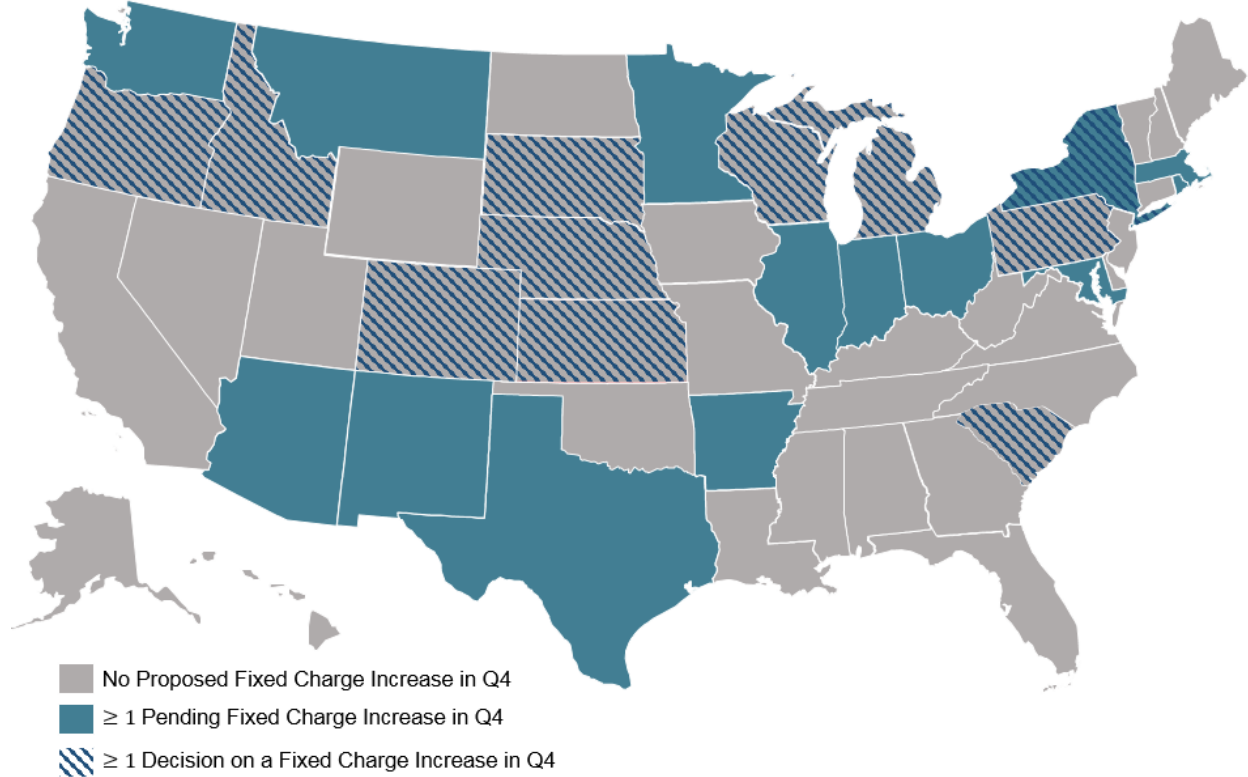 No Proposed Fixed Charge Increase in Q4
≥ 1 Pending Fixed Charge Increase in Q4
≥ 1 Decision on a Fixed Charge Increase in Q4